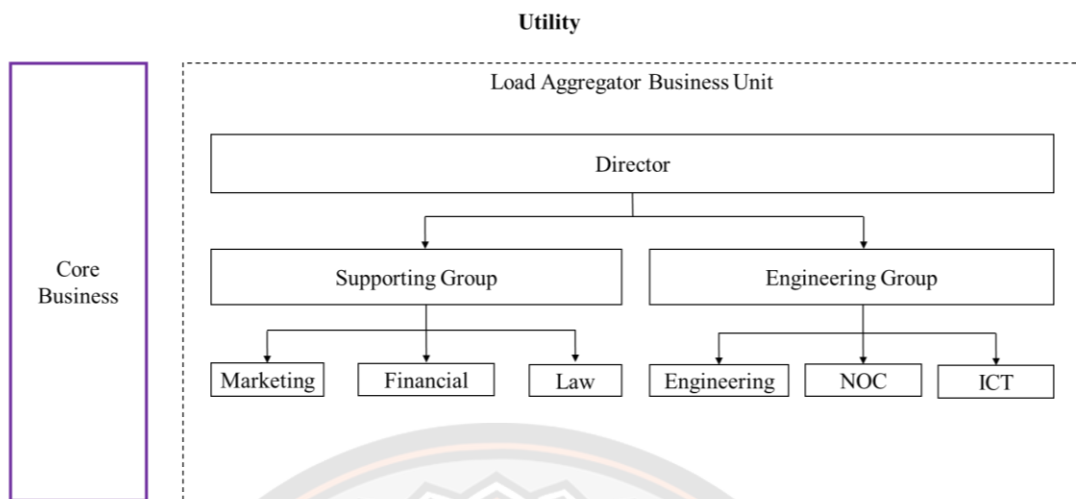 Utility
Load Aggregator Business Unit
Director
Core
Business
Supporting Group
Engineering Group
Marketing
Financial
Law
Engineering
NOC
ICT